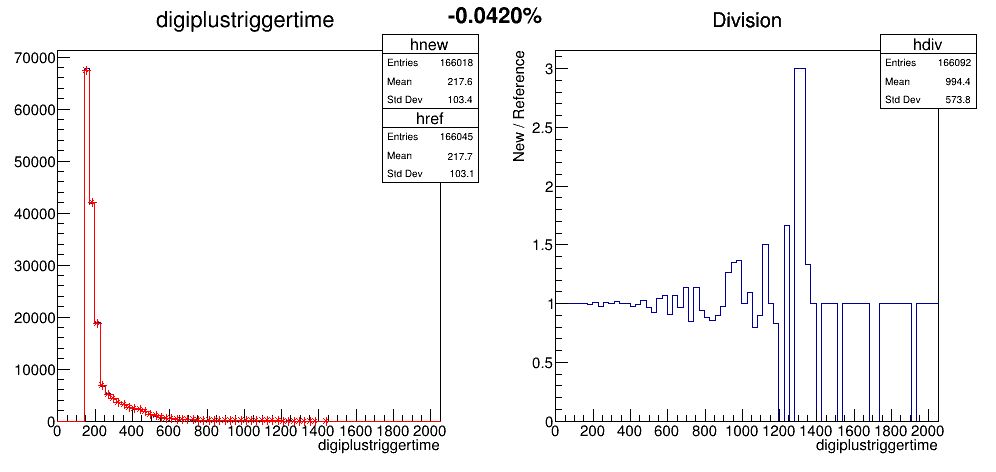 -0.0420%
digiplustriggertime
hnew
Entries 166018
Mean 217.6
Std Dev 103.4
href
Entries 166045
Mean 217.7
Std Dev 103.1
70000
60000
50000
40000
30000
20000
10000
0
0 200 400 600 800 1000 1200 1400 1600 1800 2000
digiplustriggertime
Division
hdiv
Entries 166092
Mean 994.4
Std Dev 573.8
New / Reference
3
2.5
2
1.5
1
0.5
0
0 200 400 600 800 1000 1200 1400 1600 1800 2000
digiplustriggertime